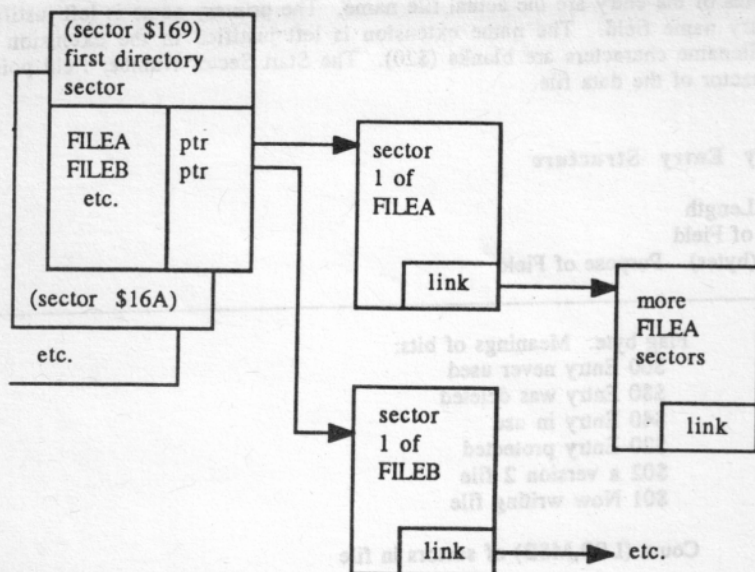 (sector $169)
first directory
sector
FILEA ptr
FILEB ptr
etc.
(sector $16A)
etc.
sector
1 of
FILEA
link
more
FILEA
sectors
link
sector
1 of
FILEB
link
etc.